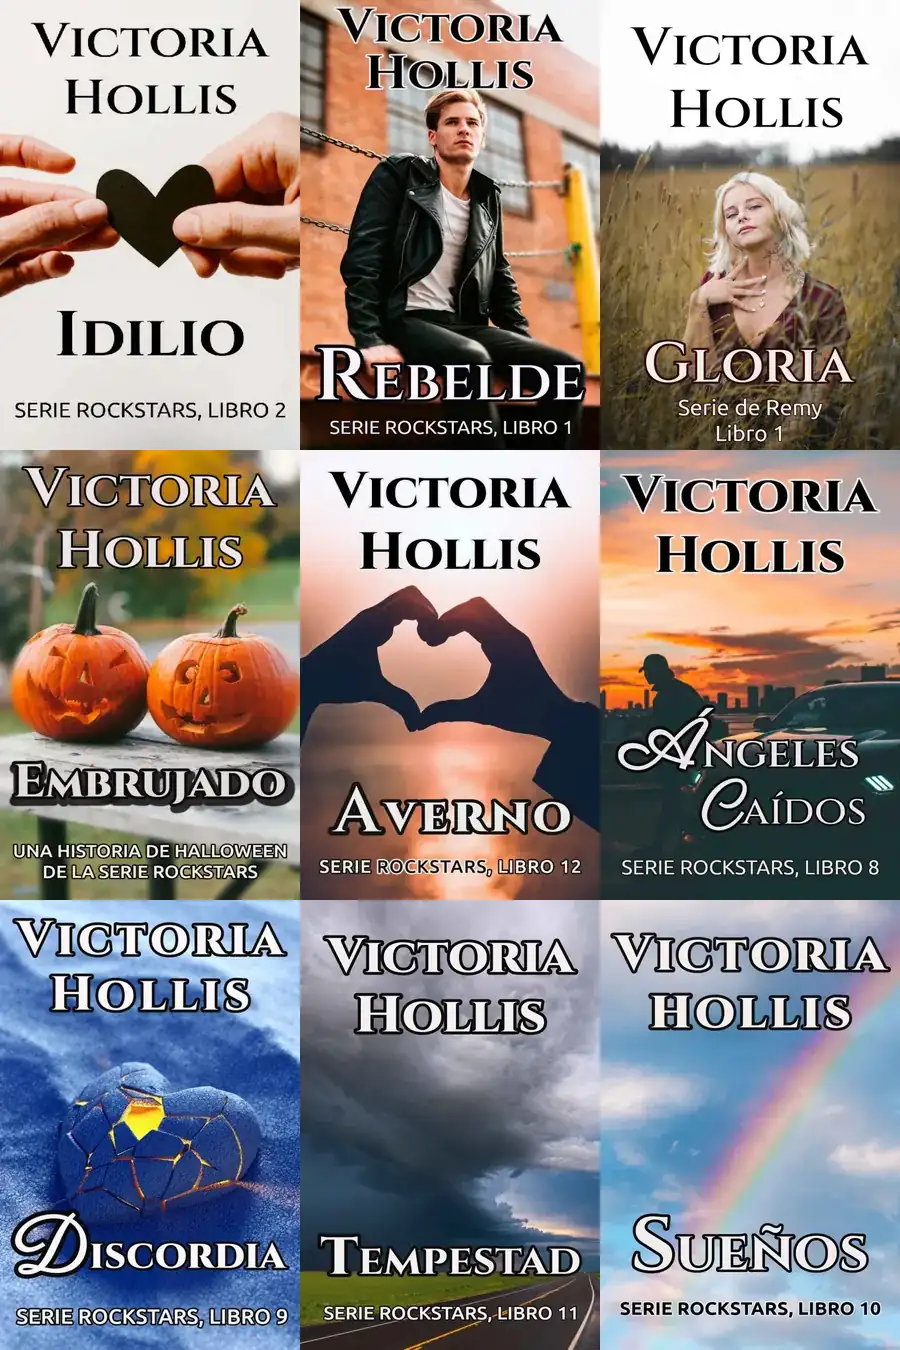 VICTORIA
HOLLIS
IDILIO
SERIE ROCKSTARS, LIBRO 2
VICTORIA
HOLLIS
REBELDE
SERIE ROCKSTARS, LIBRO 1
VICTORIA
HOLLIS
GLORIA
Serie de Remy
Libro 1
VICTORIA
HOLLIS
EMBRUJADO
UNA HISTORIA DE HALLOWEEN
DE LA SERIE ROCKSTARS
VICTORIA
HOLLIS
AVERNO
SERIE ROCKSTARS, LIBRO 12
VICTORIA
HOLLIS
ÁNGELES
CAÍDOS
SERIE ROCKSTARS, LIBRO 8
VICTORIA
HOLLIS
DISCORDIA
SERIE ROCKSTARS, LIBRO 9
VICTORIA
HOLLIS
TEMPESTAD
SERIE ROCKSTARS, LIBRO 11
VICTORIA
HOLLIS
SUEÑOS
SERIE ROCKSTARS, LIBRO 10